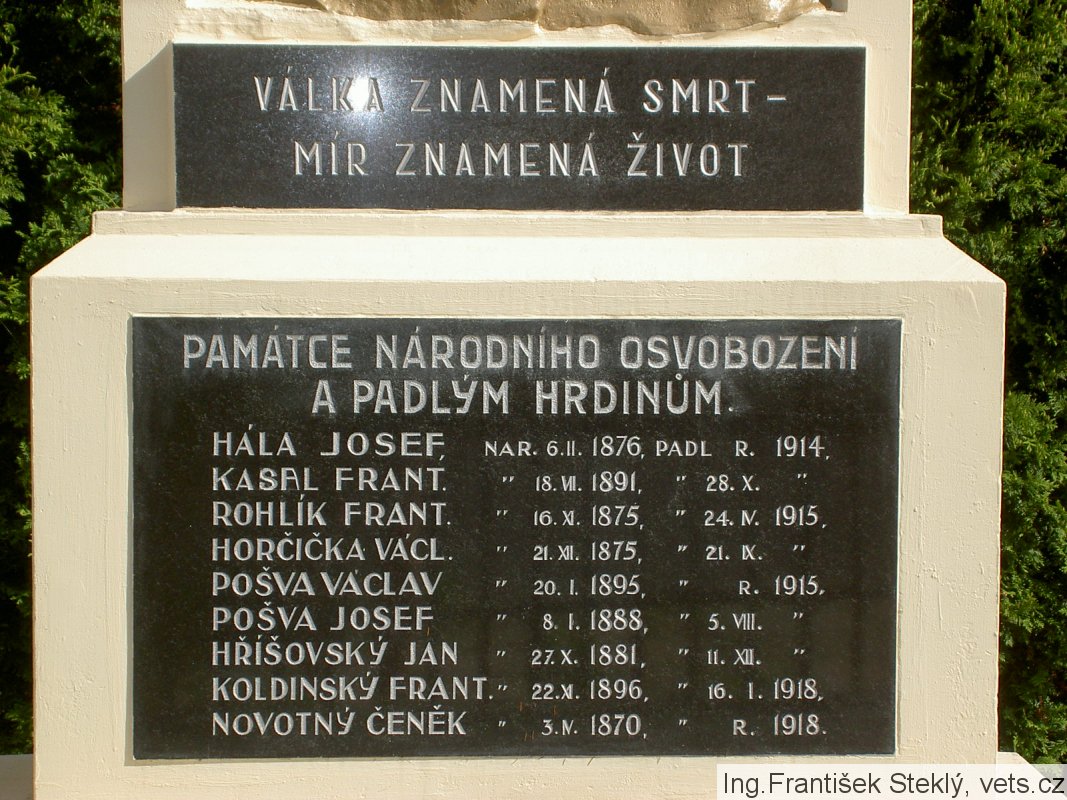 VÁLKA ZNAMENÁ SMRT –
MÍR ZNAMENÁ ŽIVOT
PAMÁTCE NÁRODNÍHO OSVOBOZENÍ
A PADLÝM HRDINŮM.
HÁLA JOSEF, NAR. 6.II. 1876, PADL R. 1914,
KASAL FRANT. " 18.VII. 1891, " 28. X. "
ROHLÍK FRANT. " 16.XI. 1875, " 24. IV. 1915,
HORČIČKA VÁCL. " 21.XII. 1875, " 21. IX. "
POŠVA VÁCLAV " 20. I. 1895, " R. 1915,
POŠVA JOSEF " 8. I. 1888, " 5. VIII. "
HŘÍŠOVSKÝ JAN " 27.X. 1881, " 11. XII. "
KOLDINSKÝ FRANT. " 22.XI. 1896, " 16. I. 1918,
NOVOTNÝ ČENĚK " 3.IV. 1870, " R. 1918.
Ing.František Steklý, vets.cz